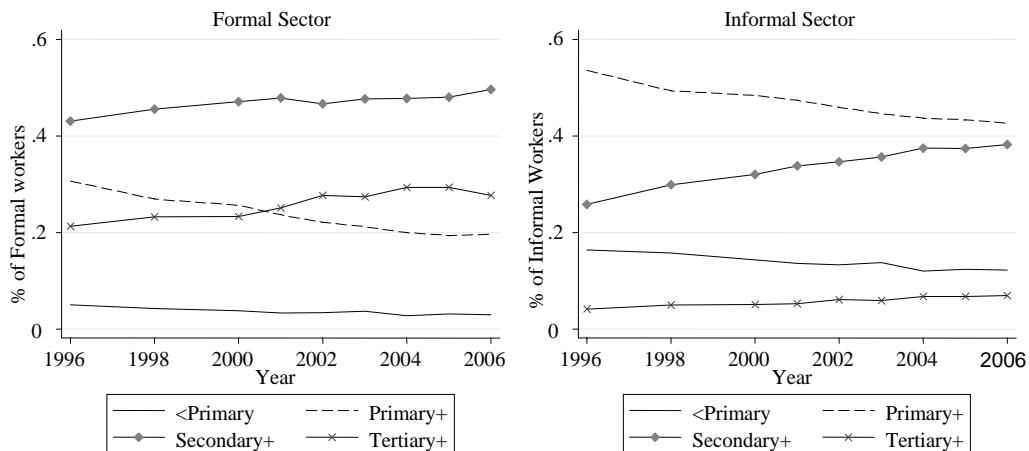 Formal Sector
.6
.4
.2
0
% of Formal workers
1996 1998 2000 2002 2004 2006
Year
<Primary Primary+
Secondary+ Tertiary+
Informal Sector
.6
.4
.2
0
% of Informal Workers
1996 1998 2000 2002 2004 2006
Year
<Primary Primary+
Secondary+ Tertiary+